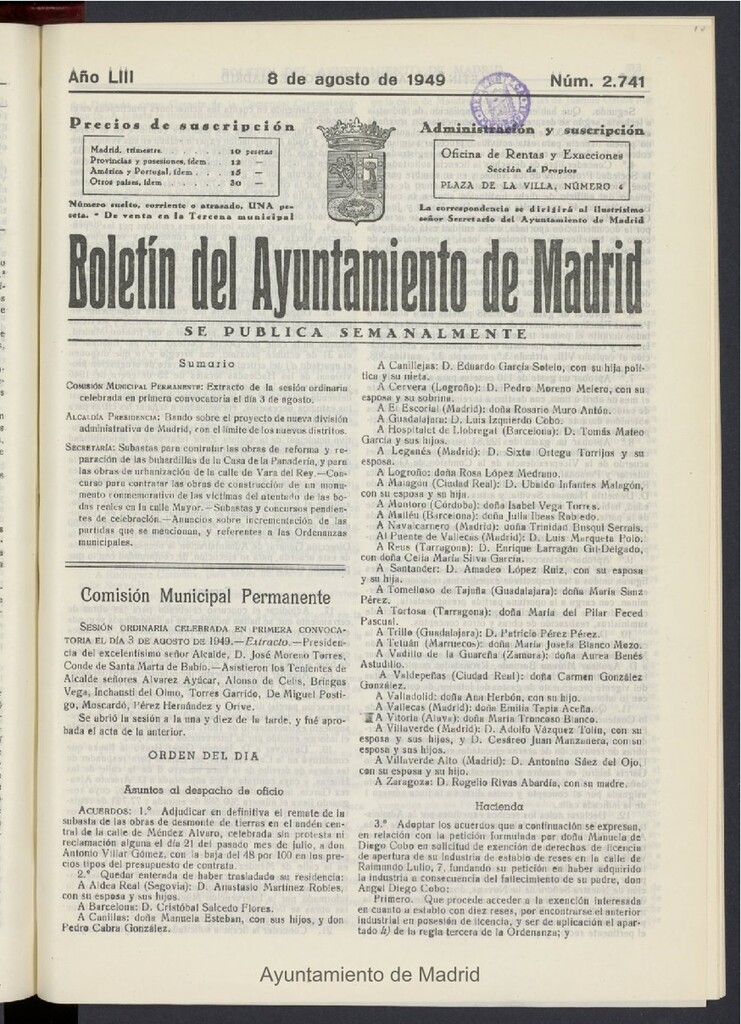 Año LIII
8 de agosto de 1949
Núm. 2.741
Precios de suscripción
Madrid, trimestre . . . . . . 10 pesetas
Provincias y posesiones, ídem . . 12 —
América y Portugal, ídem . . . 15 —
Otros países, ídem . . . . . 30 —
Número suelto, corriente o atrasado, UNA pe-
seta. * De venta en la Tercena municipal
Administración y suscripción
Oficina de Rentas y Exacciones
Sección de Propios
PLAZA DE LA VILLA, NÚMERO 4
La correspondencia se dirigirá al ilustrísimo
señor Secretario del Ayuntamiento de Madrid
Boletín del Ayuntamiento de Madrid
SE PUBLICA SEMANALMENTE
Sumario
COMISIÓN MUNICIPAL PERMANENTE: Extracto de la sesión ordinaria
celebrada en primera convocatoria el día 3 de agosto.
ALCALDÍA PRESIDENCIA: Bando sobre el proyecto de nueva división
administrativa de Madrid, con el límite de los nuevos distritos.
SECRETARÍA: Subastas para contratar las obras de reforma y re-
paración de las buhardillas de la Casa de la Panadería, y para
las obras de urbanización de la calle de Vara del Rey.—Con-
curso para contratar las obras de construcción de un monu-
mento conmemorativo de las víctimas del atentado de las bo-
das reales en la calle Mayor.—Subastas y concursos pendien-
tes de celebración.—Anuncios sobre incrementación de las
partidas que se mencionan, y referentes a las Ordenanzas
municipales.
Comisión Municipal Permanente
SESIÓN ORDINARIA CELEBRADA EN PRIMERA CONVOCA-
TORIA EL DÍA 3 DE AGOSTO DE 1949.—Extracto.—Presiden-
cia del excelentísimo señor Alcalde, D. José Moreno Torres,
Conde de Santa Marta de Babío.—Asistieron los Tenientes de
Alcalde señores Alvarez Ayúcar, Alonso de Celis, Bringas
Vega, Inchausti del Olmo, Torres Garrido, De Miguel Posti-
go, Moscardó, Pérez Hernández y Orive.
Se abrió la sesión a la una y diez de la tarde, y fué apro-
bada el acta de la anterior.
ORDEN DEL DIA
Asuntos al despacho de oficio
ACUERDOS: 1.º Adjudicar en definitiva el remate de la
subasta de las obras de desmonte de tierras en el andén cen-
tral de la calle de Méndez Alvaro, celebrada sin protesta ni
reclamación alguna el día 21 del pasado mes de julio, a don
Antonio Villar Gómez, con la baja del 48 por 100 en los pre-
cios tipos del presupuesto de contrata.
2.º Quedar enterada de haber trasladado su residencia:
A Aldea Real (Segovia): D. Anastasio Martínez Robles,
con su esposa y sus hijos.
A Barcelona: D. Cristóbal Salcedo Flores.
A Canillas: doña Manuela Esteban, con sus hijos, y don
Pedro Cabra González.
A Canillejas: D. Eduardo García Sotelo, con su hija polí-
tica y su nieta.
A Cervera (Logroño): D. Pedro Moreno Melero, con su
esposa y su sobrina.
A El Escorial (Madrid): doña Rosario Muro Antón.
A Guadalajara: D. Luis Izquierdo Cobo.
A Hospitalet de Llobregat (Barcelona): D. Tomás Mateo
García y sus hijos.
A Leganés (Madrid): D. Sixto Ortega Torrijos y su
esposa.
A Logroño: doña Rosa López Medrano.
A Malagón (Ciudad Real): D. Ubaldo Infantes Malagón,
con su esposa y su hija.
A Montoro (Córdoba): doña Isabel Vega Torres.
A Mallén (Barcelona): doña Julia Ibeas Robledo.
A Navalcarnero (Madrid): doña Trinidad Busqui Serrais.
Al Puente de Vallecas (Madrid): D. Luis Marqueta Polo.
A Reus (Tarragona): D. Enrique Larragán Gil-Delgado,
con doña Celia María Silva García.
A Santander: D. Amadeo López Ruiz, con su esposa
y su hija.
A Tomelloso de Tajuña (Guadalajara): doña María Sanz
Pérez.
A Tortosa (Tarragona): doña María del Pilar Feced
Pascual.
A Trillo (Guadalajara): D. Patricio Pérez Pérez.
A Tetuán (Marruecos): doña María Josefa Blanco Mozo.
A Vadillo de la Guareña (Zamora): doña Aurea Benés
Astudillo.
A Valdepeñas (Ciudad Real): doña Carmen González
González.
A Valladolid: doña Ana Herbón, con su hijo.
A Vallecas (Madrid): doña Emilia Tapia Aceña.
A Vitoria (Alava): doña María Troncoso Blanco.
A Villaverde (Madrid): D. Adolfo Vázquez Tolín, con su
esposa y sus hijos, y D. Cesáreo Juan Manzanera, con su
esposa y sus hijos.
A Villaverde Alto (Madrid): D. Antonino Sáez del Ojo,
con su esposa y sus hijos.
A Zaragoza: D. Rogelio Rivas Abardía, con su madre.
Hacienda
3.º Adoptar los acuerdos que a continuación se expresan,
en relación con la petición formulada por doña Manuela de
Diego Cobo en solicitud de exención de derechos de licencia
de apertura de su industria de establo de reses en la calle de
Raimundo Lulio, 7, fundando su petición en haber adquirido
la industria a consecuencia del fallecimiento de su padre, don
Angel Diego Cobo:
Primero. Que procede acceder a la exención interesada
en cuanto a establo con diez reses, por encontrarse el anterior
industrial en posesión de licencia, y ser de aplicación el apar-
tado h) de la regla tercera de la Ordenanza; y
Ayuntamiento de Madrid